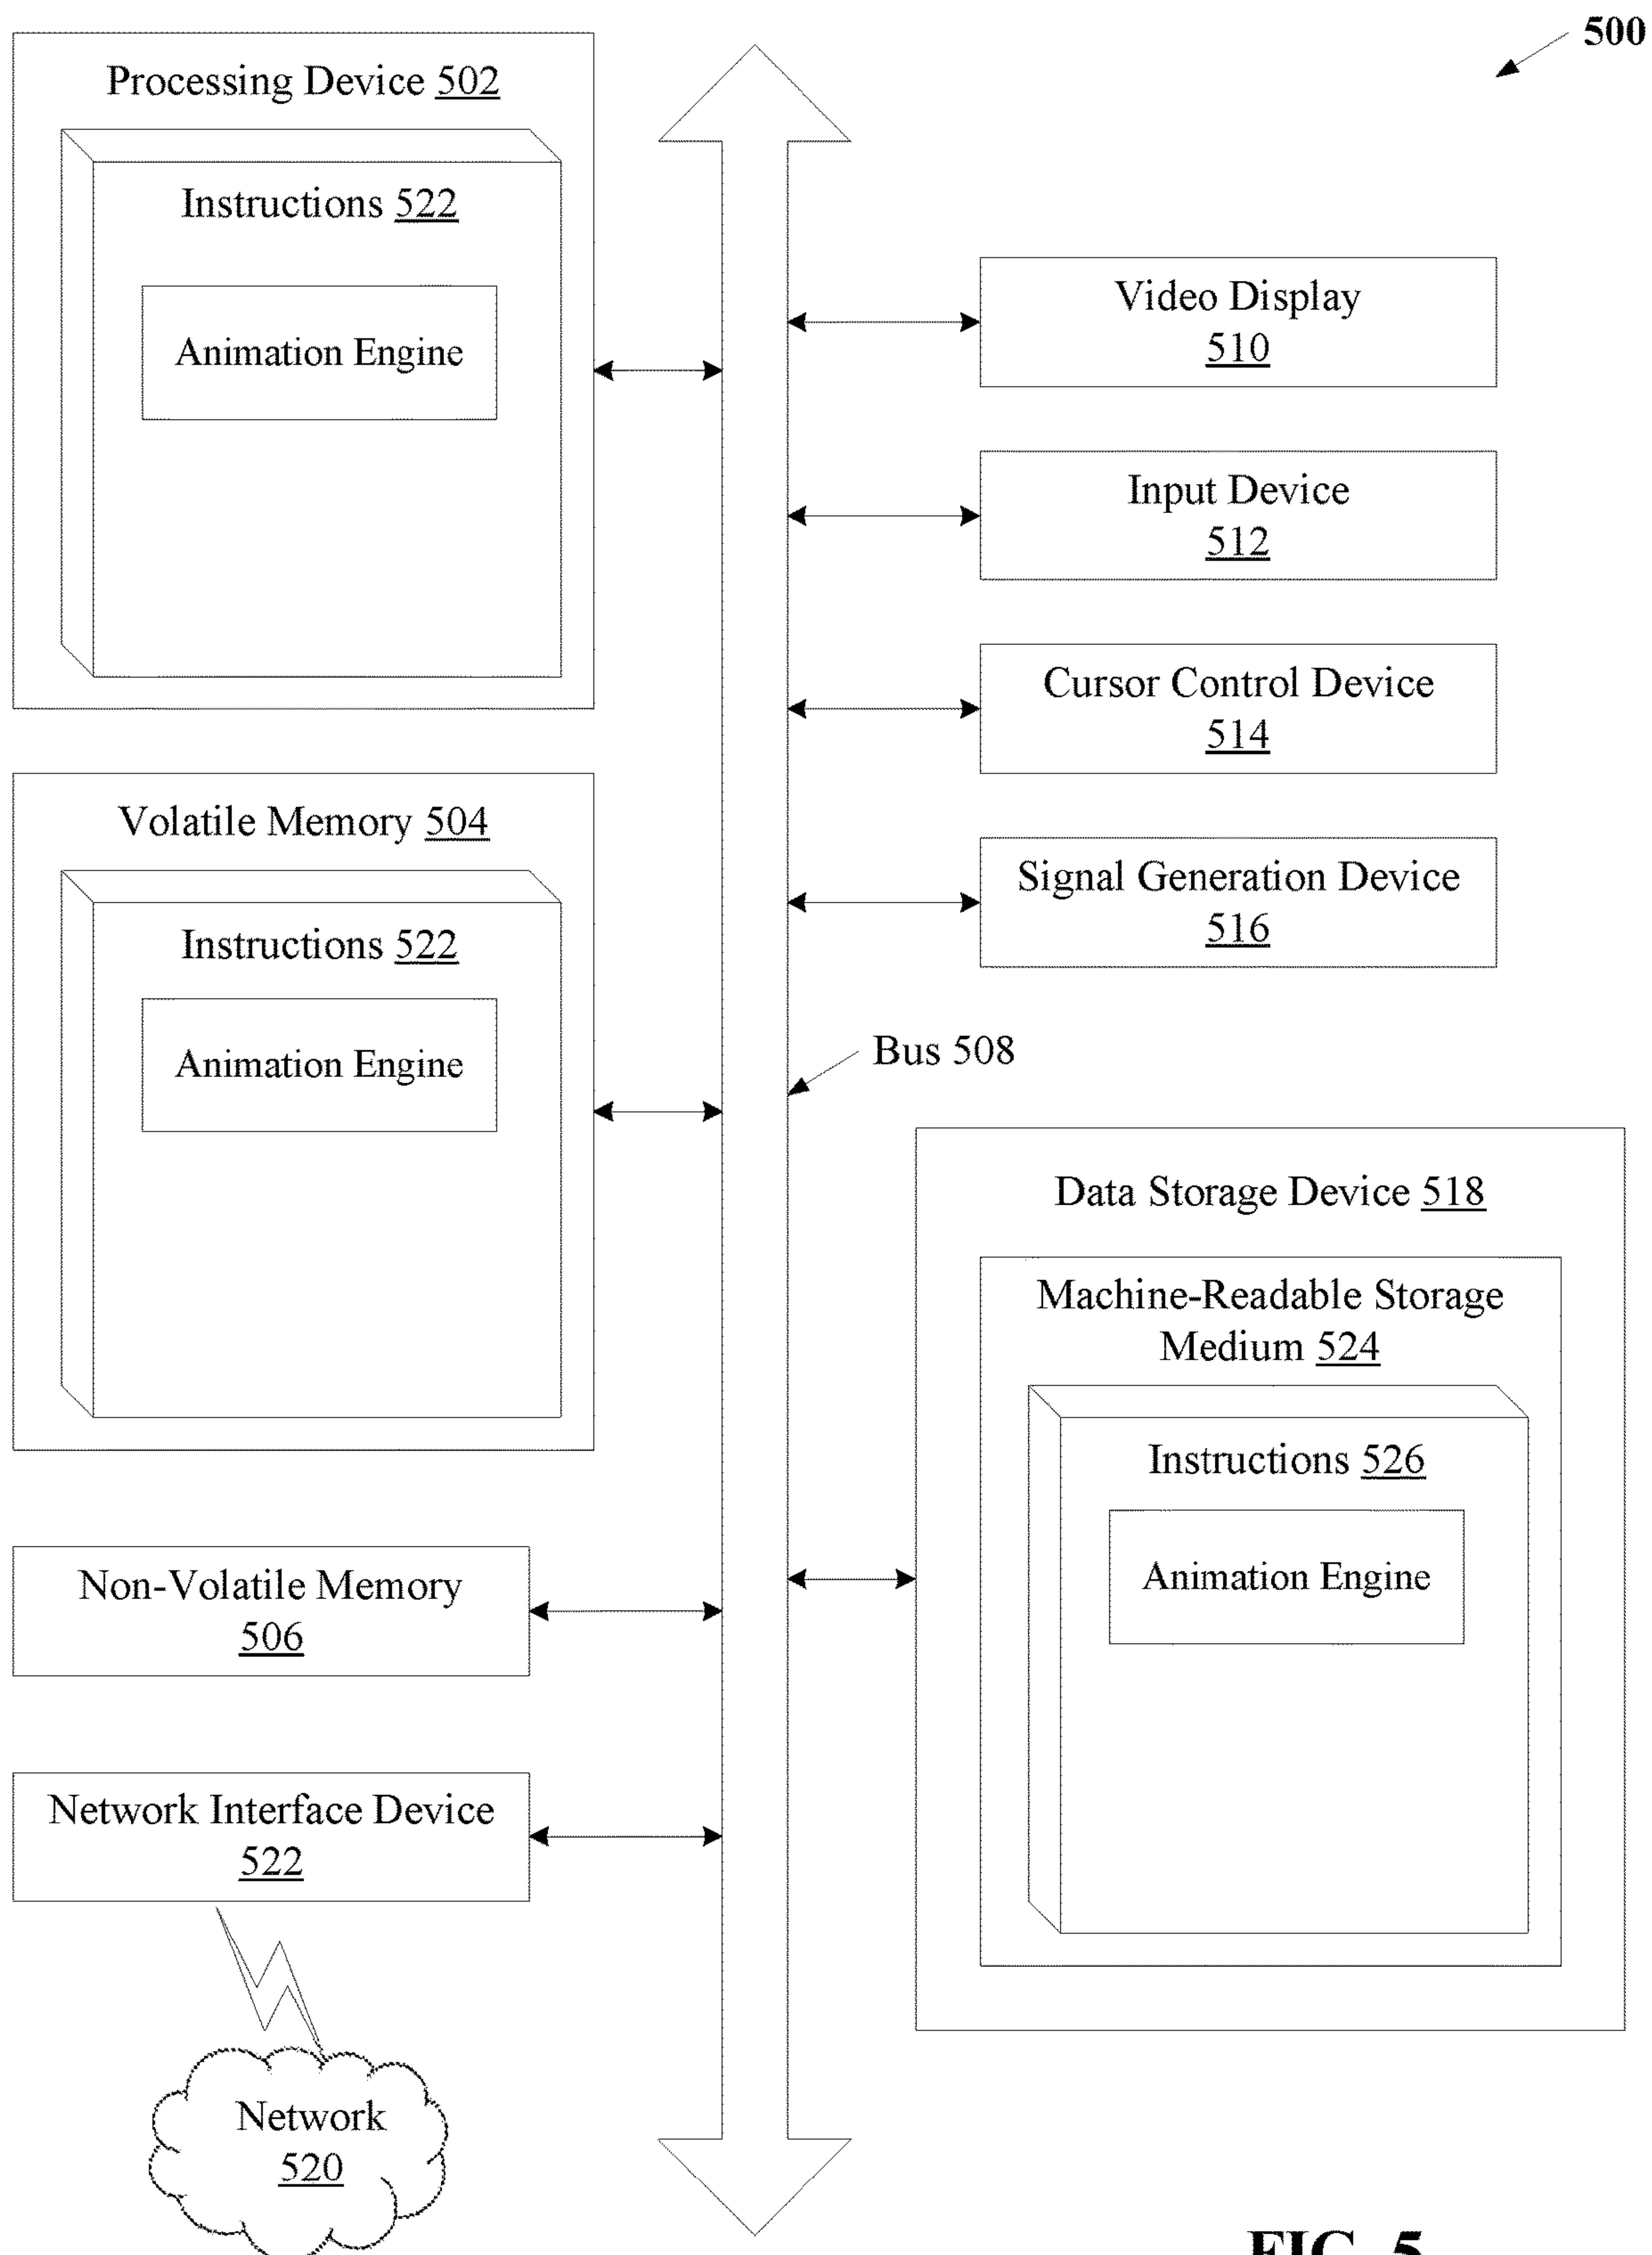 500
Processing Device 502
Instructions 522
Animation Engine
Volatile Memory 504
Instructions 522
Animation Engine
Non-Volatile Memory
506
Network Interface Device
522
Network
520
Video Display
510
Input Device
512
Cursor Control Device
514
Signal Generation Device
516
Bus 508
Data Storage Device 518
Machine-Readable Storage
Medium 524
Instructions 526
Animation Engine
FIG. 5